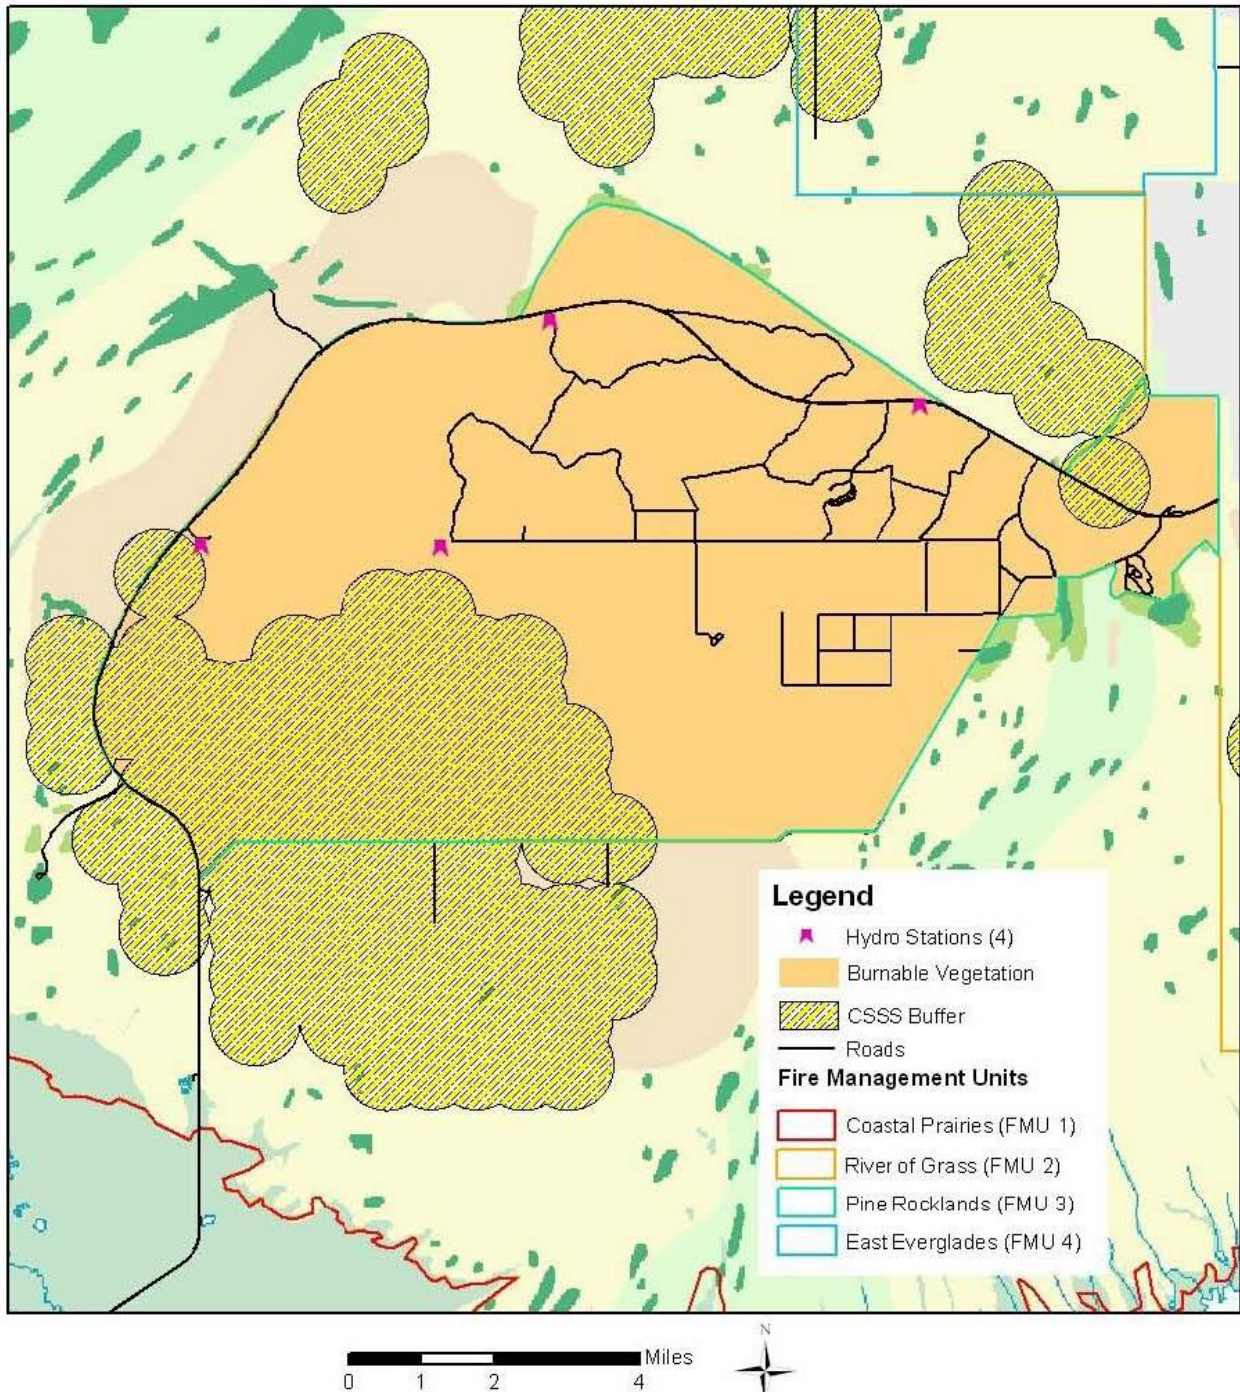 Legend
Hydro Stations (4)
Burnable Vegetation
CSSS Buffer
Roads
Fire Management Units
Coastal Prairies (FMU 1)
River of Grass (FMU 2)
Pine Rocklands (FMU 3)
East Everglades (FMU 4)
N
Miles
0 1 2 4